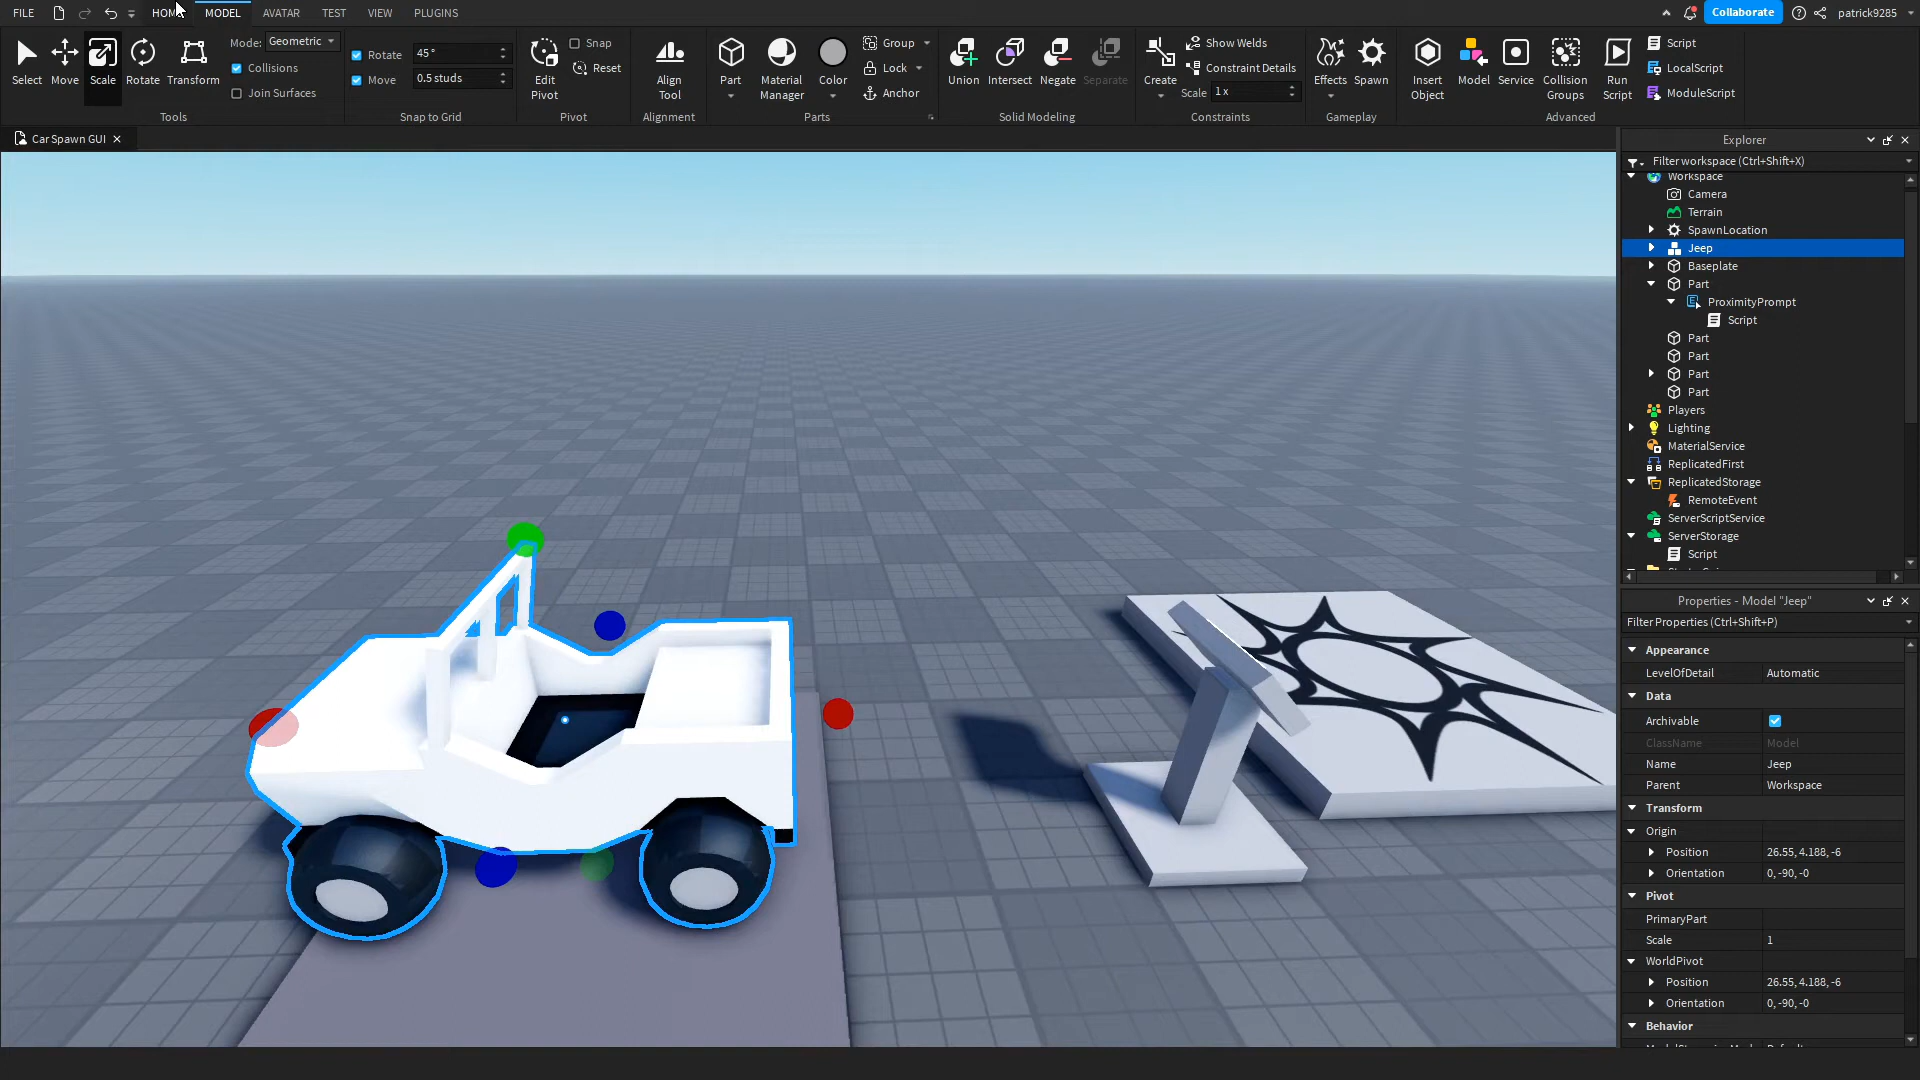 FILE HOME MODEL AVATAR TEST VIEW PLUGINS Collaborate patrick9285
Select Move Scale Rotate Transform
Mode: Geometric
Collisions
Join Surfaces
Tools
Rotate 45°
Move 0.5 studs
Snap to Grid
Edit Pivot
Snap
Reset
Pivot
Align Tool
Alignment
Part
Material Manager
Color
Group
Lock
Anchor
Parts
Union Intersect Negate Separate
Solid Modeling
Create
Show Welds
Constraint Details
Scale 1 x
Constraints
Effects Spawn
Gameplay
Insert Object
Model
Service
Collision Groups
Run Script
Script
LocalScript
ModuleScript
Advanced
Car Spawn GUI
Explorer
Filter workspace (Ctrl+Shift+X)
Workspace
Camera
Terrain
SpawnLocation
Jeep
Baseplate
Part
ProximityPrompt
Script
Part
Part
Part
Part
Players
Lighting
MaterialService
ReplicatedFirst
ReplicatedStorage
RemoteEvent
ServerScriptService
ServerStorage
Script
Properties - Model "Jeep"
Filter Properties (Ctrl+Shift+P)
Appearance
LevelOfDetail Automatic
Data
Archivable
ClassName Model
Name Jeep
Parent Workspace
Transform
Origin
Position 26.55, 4.188, -6
Orientation 0, -90, -0
Pivot
PrimaryPart
Scale 1
WorldPivot
Position 26.55, 4.188, -6
Orientation 0, -90, -0
Behavior